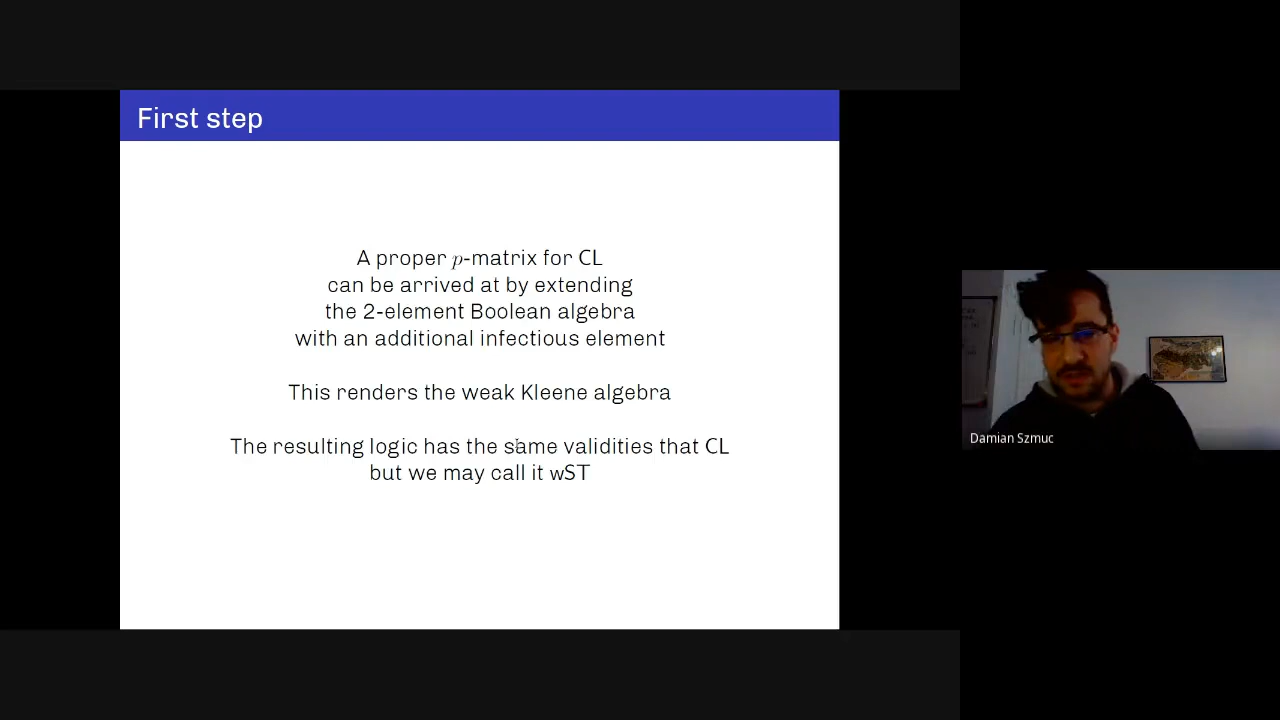 First step
A proper p-matrix for CL
can be arrived at by extending
the 2-element Boolean algebra
with an additional infectious element
This renders the weak Kleene algebra
The resulting logic has the same validities that CL
but we may call it wST
Damian Szmuc